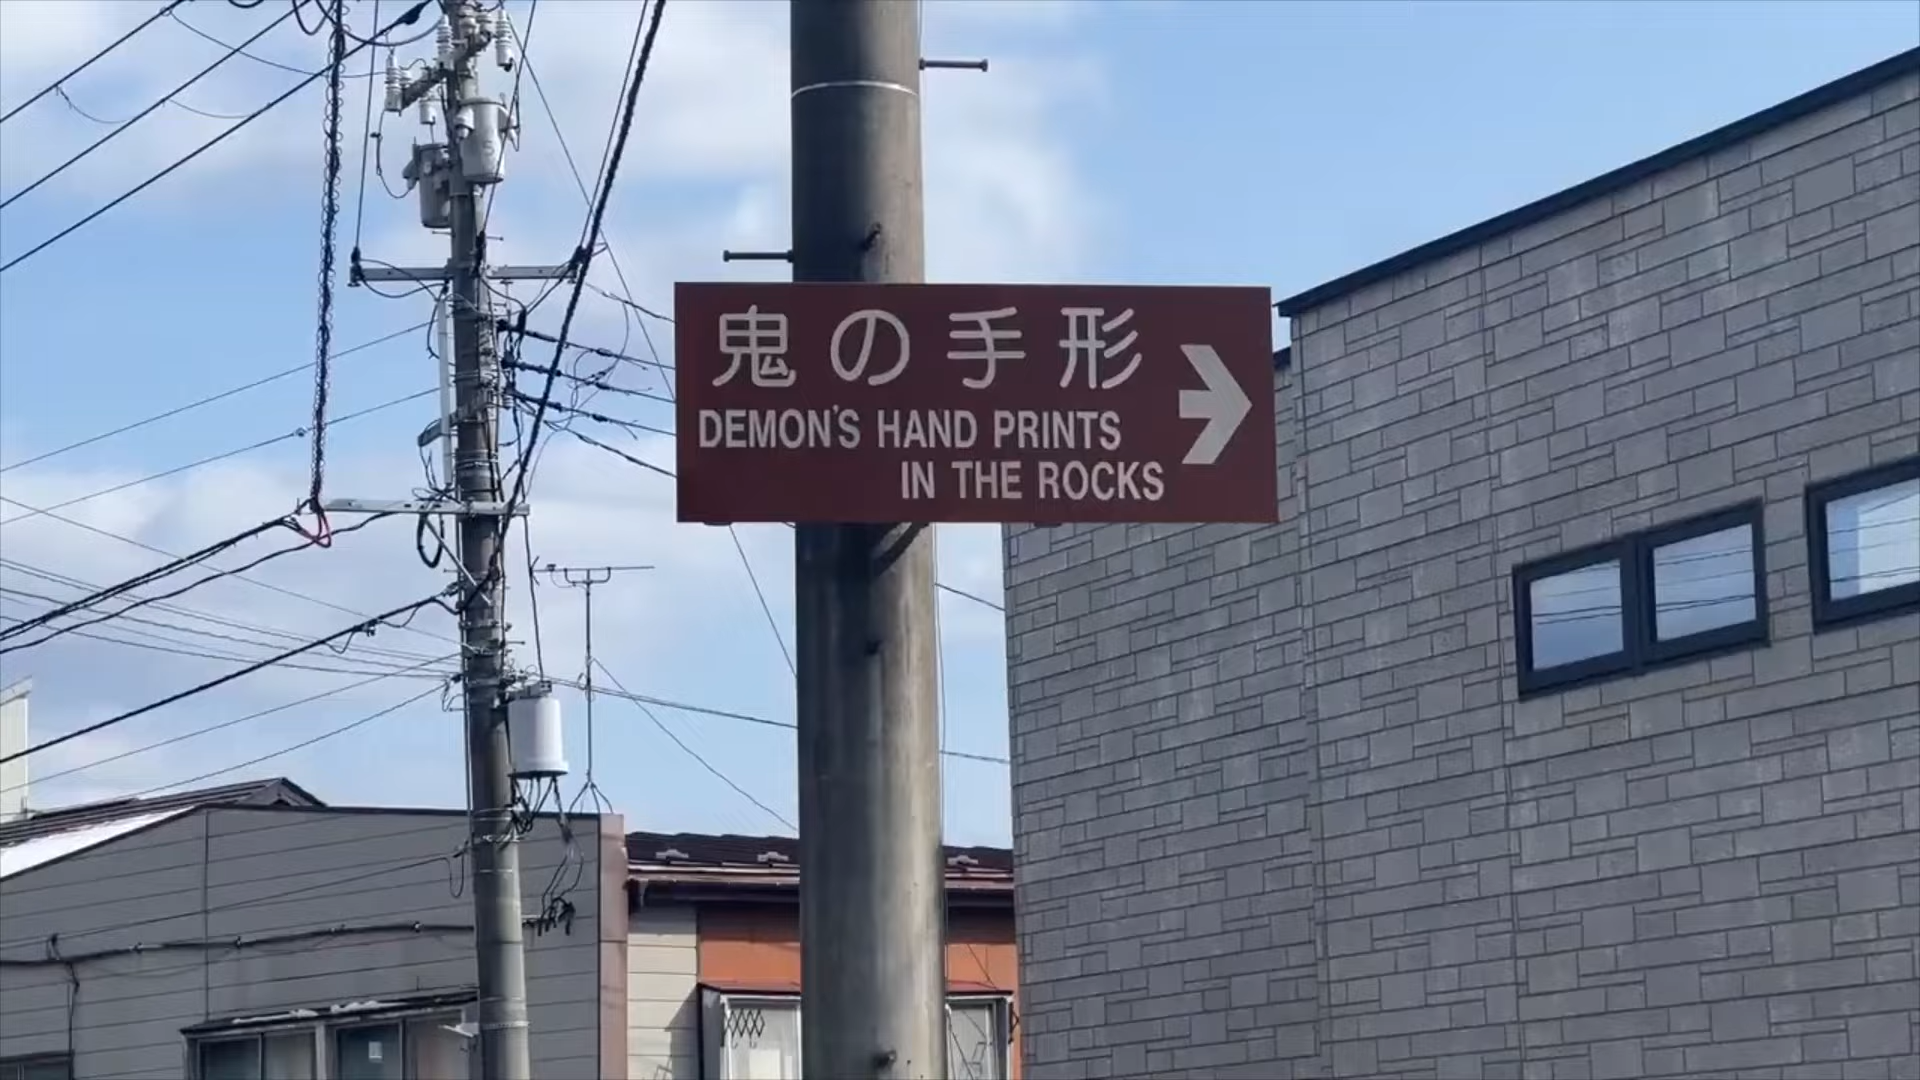 鬼の手形
DEMON'S HAND PRINTS
IN THE ROCKS